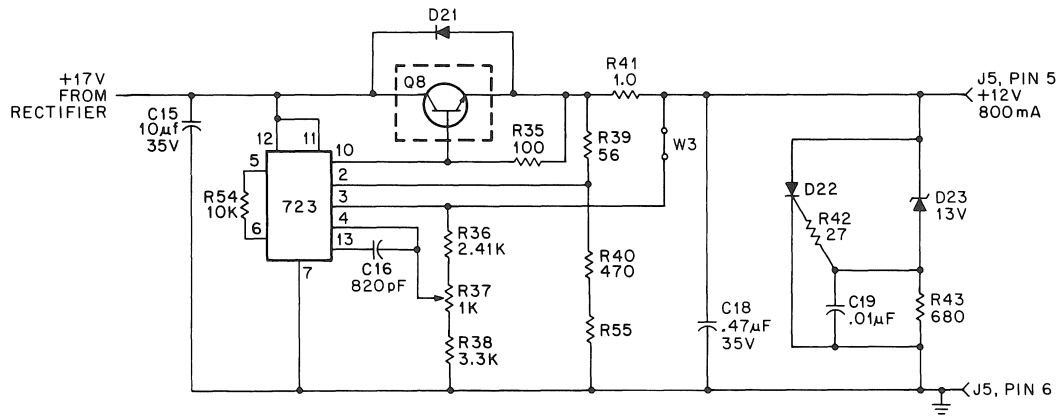 D21
+17V
FROM
RECTIFIER
C15
10µf
35V
Q8
R41
1.0
J5, PIN 5
+12V
800mA
12
11
10
R35
100
R39
56
W3
5
2
R54
10K
723
3
4
6
13
7
C16
820pF
R36
2.41K
R37
1K
R38
3.3K
R40
470
R55
C18
.47µF
35V
D22
R42
27
D23
13V
C19
.01µF
R43
680
J5, PIN 6